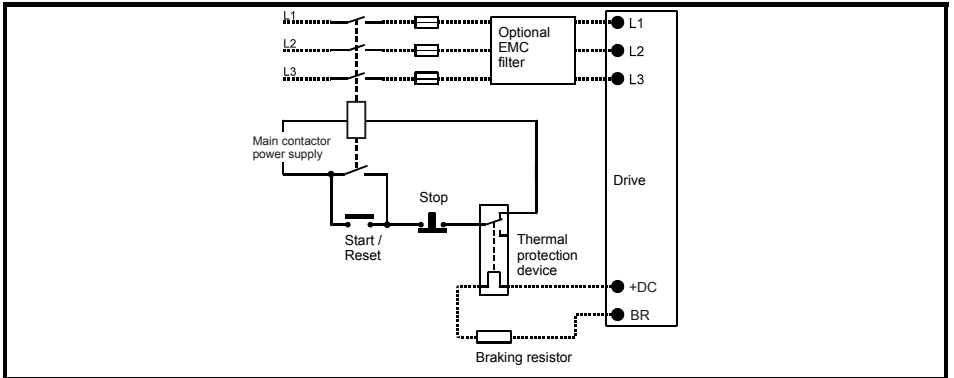 L1
L2
L3
Optional
EMC
filter
L1
L2
L3
Main contactor
power supply
Drive
Stop
Start /
Reset
Thermal
protection
device
+DC
BR
Braking resistor